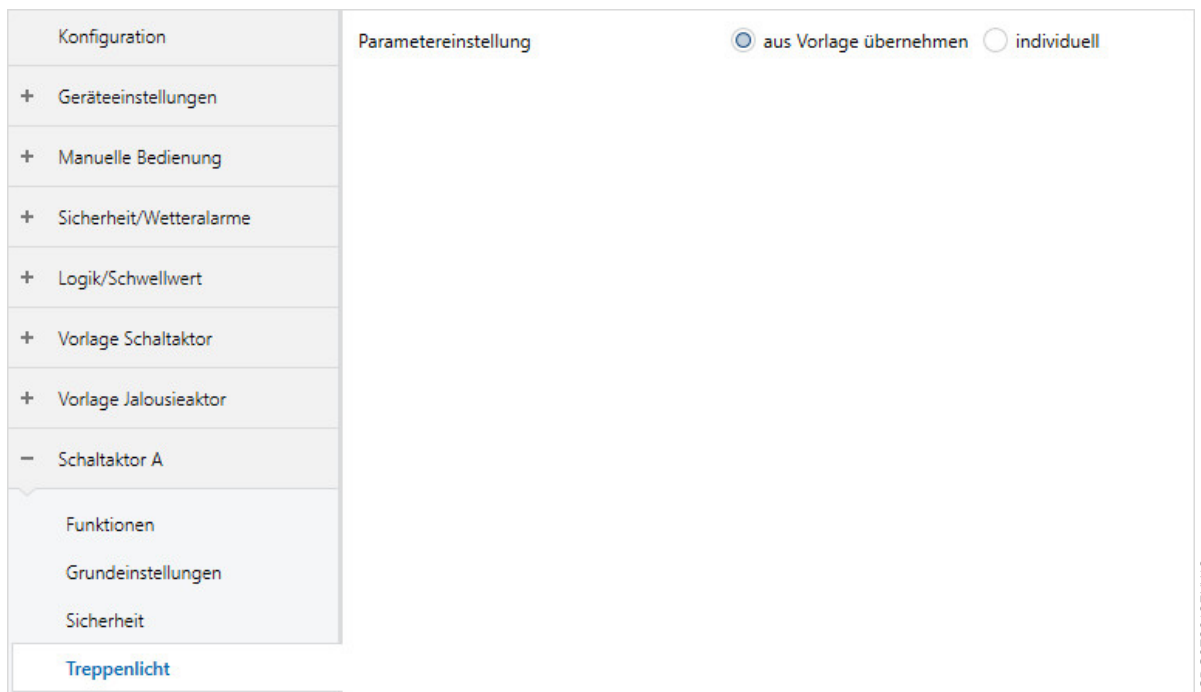 Konfiguration
Parametereinstellung
aus Vorlage übernehmen
individuell
+ Geräteeinstellungen
+ Manuelle Bedienung
+ Sicherheit/Wetteralarme
+ Logik/Schwellwert
+ Vorlage Schaltaktor
+ Vorlage Jalousieaktor
− Schaltaktor A
Funktionen
Grundeinstellungen
Sicherheit
Treppenlicht